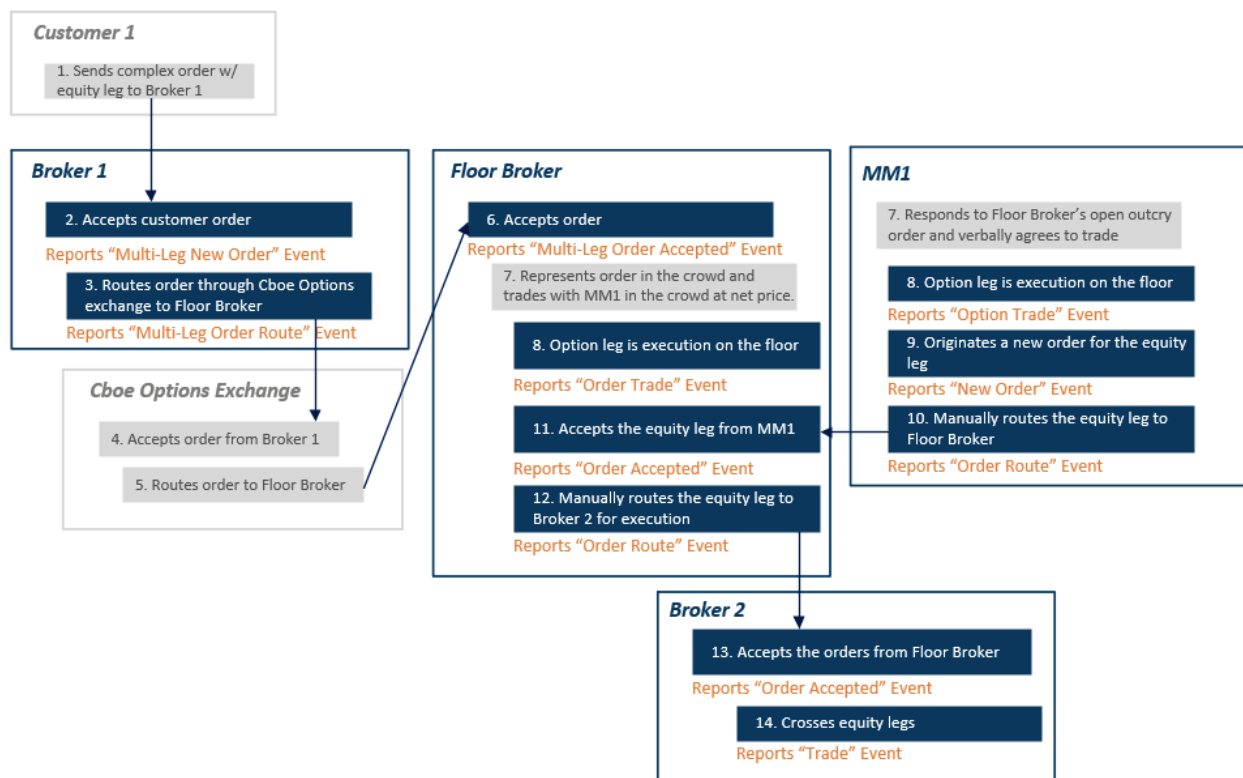 Customer 1
1. Sends complex order w/
equity leg to Broker 1
Broker 1
2. Accepts customer order
Reports “Multi-Leg New Order” Event
3. Routes order through Cboe Options
exchange to Floor Broker
Reports “Multi-Leg Order Route” Event
Cboe Options Exchange
4. Accepts order from Broker 1
5. Routes order to Floor Broker
Floor Broker
6. Accepts order
Reports “Multi-Leg Order Accepted” Event
7. Represents order in the crowd and
trades with MM1 in the crowd at net price.
8. Option leg is execution on the floor
Reports “Order Trade” Event
11. Accepts the equity leg from MM1
Reports “Order Accepted” Event
12. Manually routes the equity leg to
Broker 2 for execution
Reports “Order Route” Event
MM1
7. Responds to Floor Broker’s open outcry
order and verbally agrees to trade
8. Option leg is execution on the floor
Reports “Option Trade” Event
9. Originates a new order for the equity
leg
Reports “New Order” Event
10. Manually routes the equity leg to
Floor Broker
Reports “Order Route” Event
Broker 2
13. Accepts the orders from Floor Broker
Reports “Order Accepted” Event
14. Crosses equity legs
Reports “Trade” Event